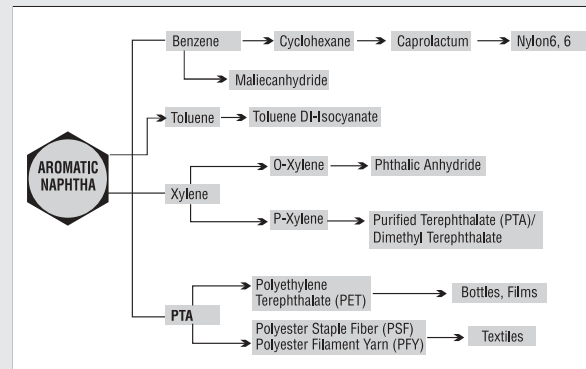 Benzene
Cyclohexane
Caprolactum
Nylon6, 6
Maliecanhydride
Toluene
Toluene DI-Isocyanate
AROMATIC
NAPHTHA
O-Xylene
Phthalic Anhydride
Xylene
P-Xylene
Purified Terephthalate (PTA)/
Dimethyl Terephthalate
Polyethylene
Terephthalate (PET)
Bottles, Films
PTA
Polyester Staple Fiber (PSF)
Polyester Filament Yarn (PFY)
Textiles